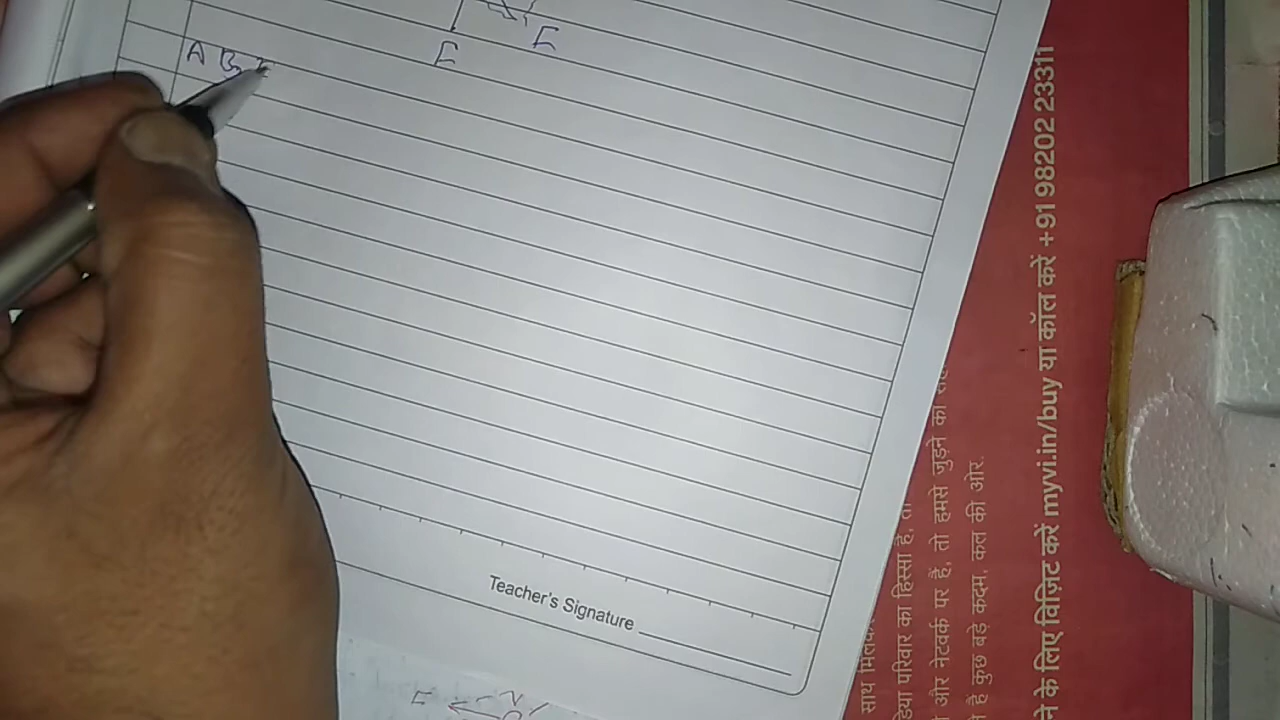 E
E
A B
Teacher's Signature
E
ने के लिए विज़िट करें myvi.in/buy या कॉल करें +91 98202 23311
साथ
डिया परिवार का हिस्सा है,
और नेटवर्क पर हैं, तो हमसे जुड़ने का
है कुछ बड़े कदम, कल की ओर.